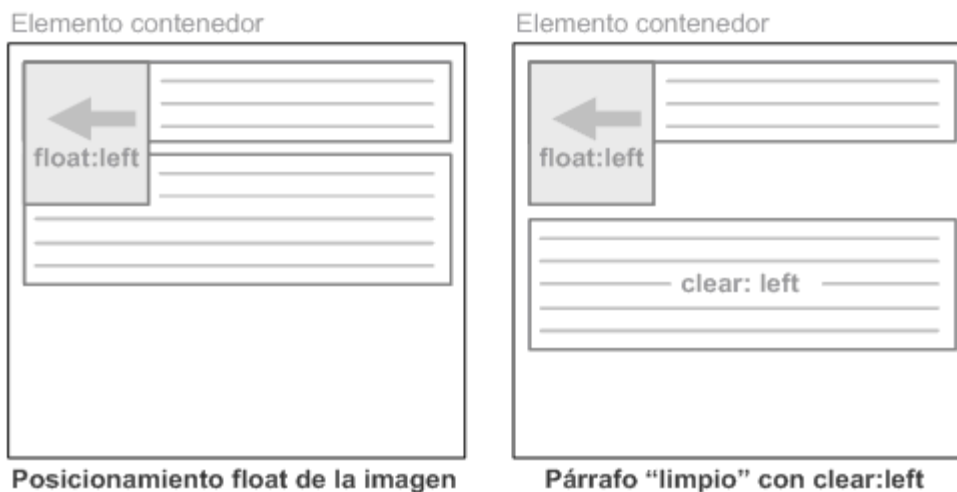 Elemento contenedor
float:left
Posicionamiento float de la imagen
Elemento contenedor
float:left
clear: left
Párrafo “limpio” con clear:left